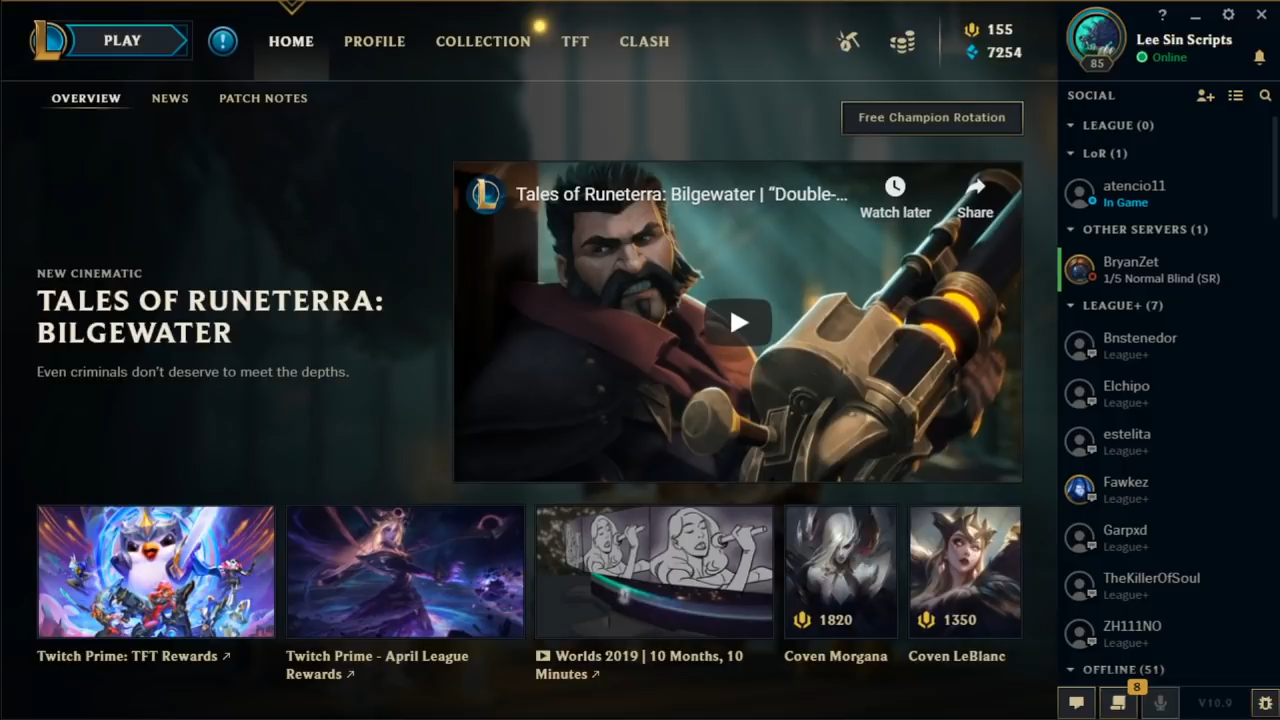 PLAY
HOME
PROFILE
COLLECTION
TFT
CLASH
155
7254
?
85
Lee Sin Scripts
Online
OVERVIEW
NEWS
PATCH NOTES
Free Champion Rotation
SOCIAL
LEAGUE (0)
LoR (1)
atencio11
In Game
OTHER SERVERS (1)
BryanZet
1/5 Normal Blind (SR)
LEAGUE+ (7)
Bnstenedor
League+
Elchipo
League+
estelita
League+
Fawkez
League+
Garpxd
League+
TheKillerOfSoul
League+
ZH111NO
League+
OFFLINE (51)
8
V10.9
Tales of Runeterra: Bilgewater | "Double-...
Watch later
Share
NEW CINEMATIC
TALES OF RUNETERRA:
BILGEWATER
Even criminals don't deserve to meet the depths.
1820
1350
Twitch Prime: TFT Rewards
Twitch Prime - April League
Rewards
Worlds 2019 | 10 Months, 10
Minutes
Coven Morgana
Coven LeBlanc